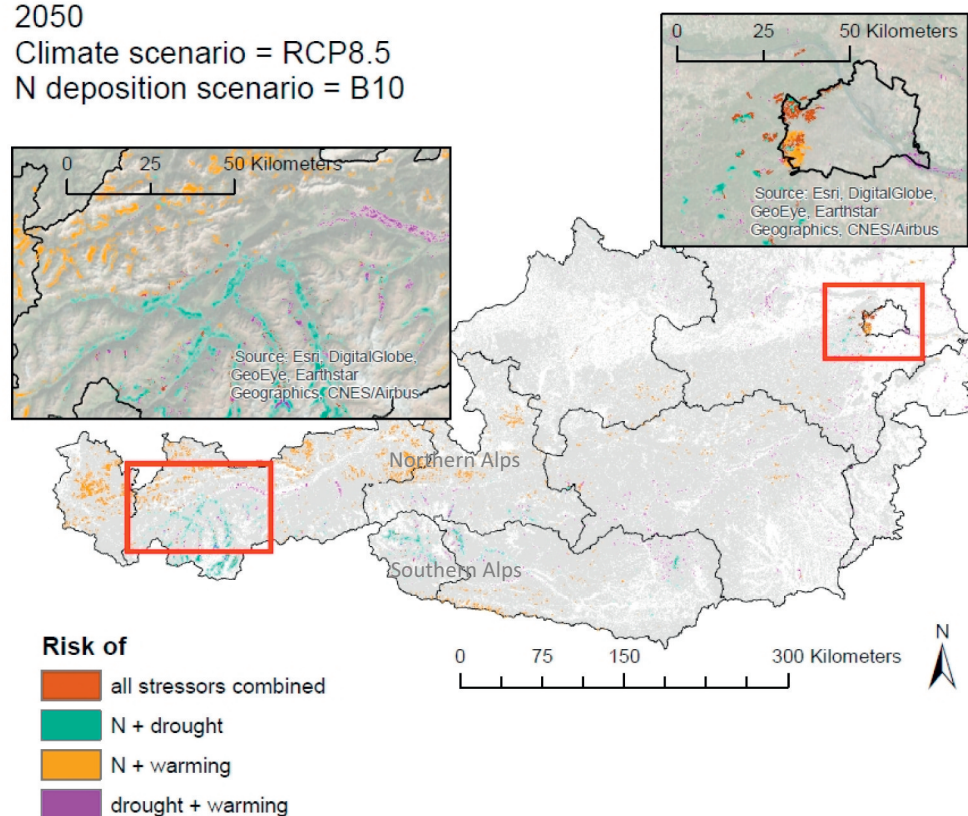 2050
Climate scenario = RCP8.5
N deposition scenario = B10
0 25 50 Kilometers
Source: Esri, DigitalGlobe,
GeoEye, Earthstar
Geographics, CNES/Airbus
0 25 50 Kilometers
Source: Esri, DigitalGlobe,
GeoEye, Earthstar
Geographics, CNES/Airbus
Northern Alps
Southern Alps
Risk of
all stressors combined
N + drought
N + warming
drought + warming
0 75 150 300 Kilometers
N